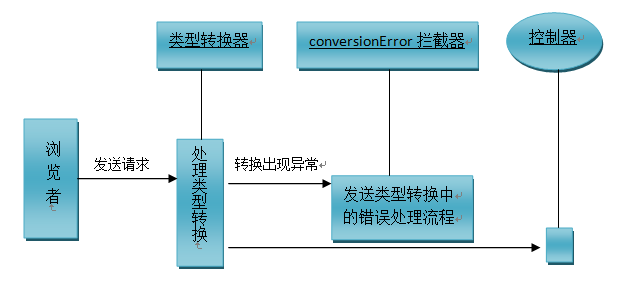 类型转换器
conversionError 拦截器
控制器
浏览者
发送请求
处理类型转换
转换出现异常
发送类型转换中
的错误处理流程